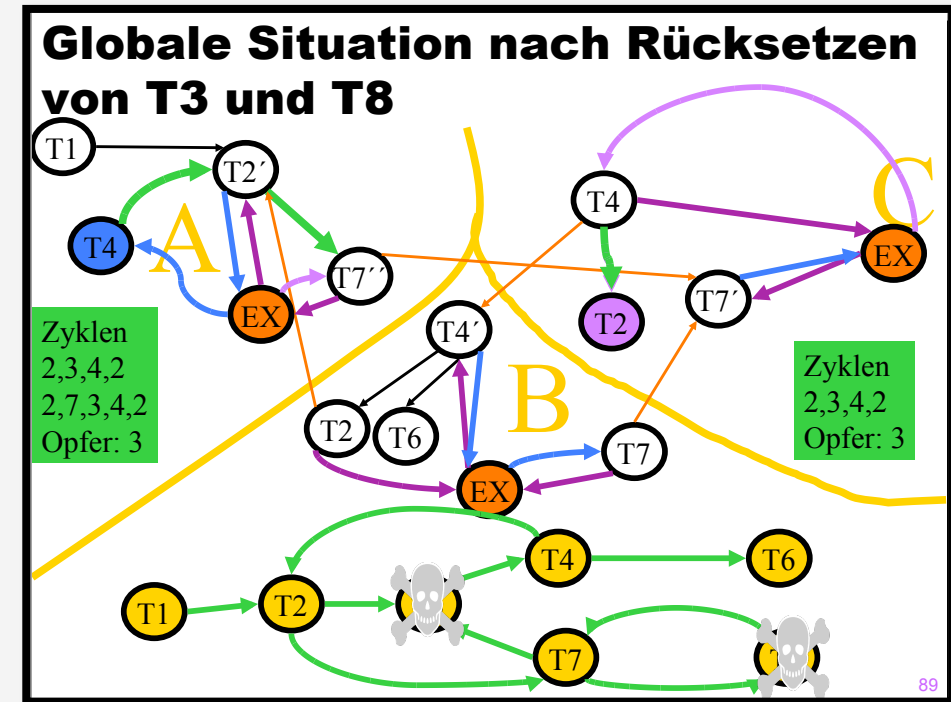 Globale Situation nach Rücksetzen
von T3 und T8
T1
T2´
T4
A
EX
T7´´
T4
C
EX
T7´
T2
Zyklen
2,3,4,2
2,7,3,4,2
Opfer: 3
T4´
B
T2
T6
T7
EX
Zyklen
2,3,4,2
Opfer: 3
T4
T6
T1
T2
T7
89